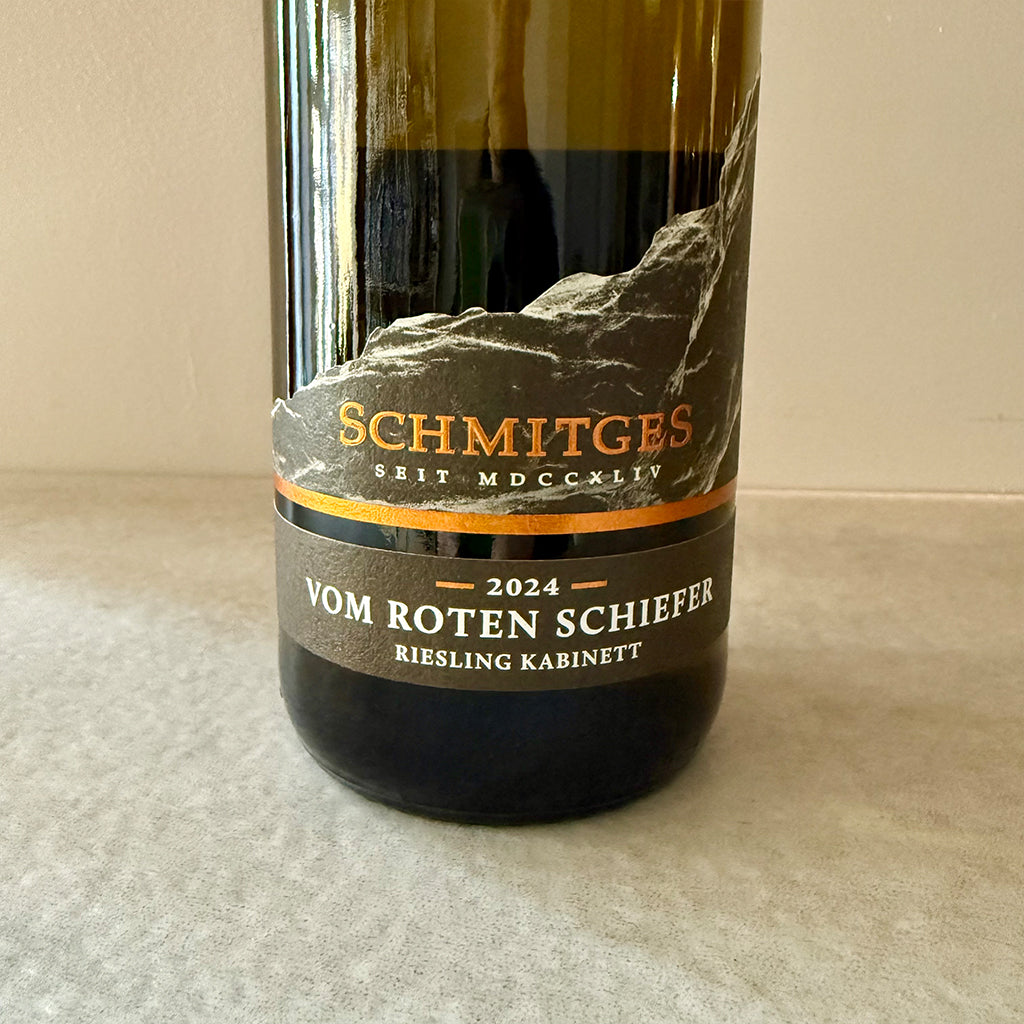 SCHMITGES
SEIT MDCCXLIV
2024
VOM ROTEN SCHIEFER
RIESLING KABINETT